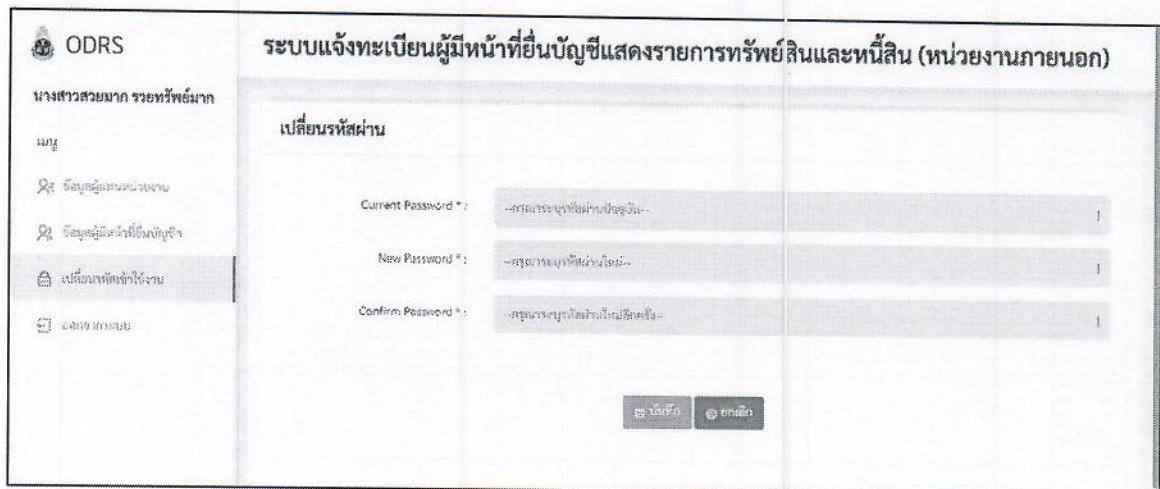 ODRS
ระบบแจ้งทะเบียนผู้มีหน้าที่ยื่นบัญชีแสดงรายการทรัพย์สินและหนี้สิน (หน่วยงานภายนอก)
นางสาวสวยมาก รวยทรัพย์มาก
เมนู
ข้อมูลผู้แทนหน่วยงาน
ข้อมูลผู้มีหน้าที่ยื่นบัญชีฯ
เปลี่ยนรหัสเข้าใช้งาน
ออกจากระบบ
เปลี่ยนรหัสผ่าน
Current Password * :
--กรุณาระบุรหัสผ่านปัจจุบัน--
New Password * :
--กรุณาระบุรหัสผ่านใหม่--
Confirm Password * :
--กรุณาระบุรหัสผ่านใหม่อีกครั้ง--
บันทึก
ยกเลิก